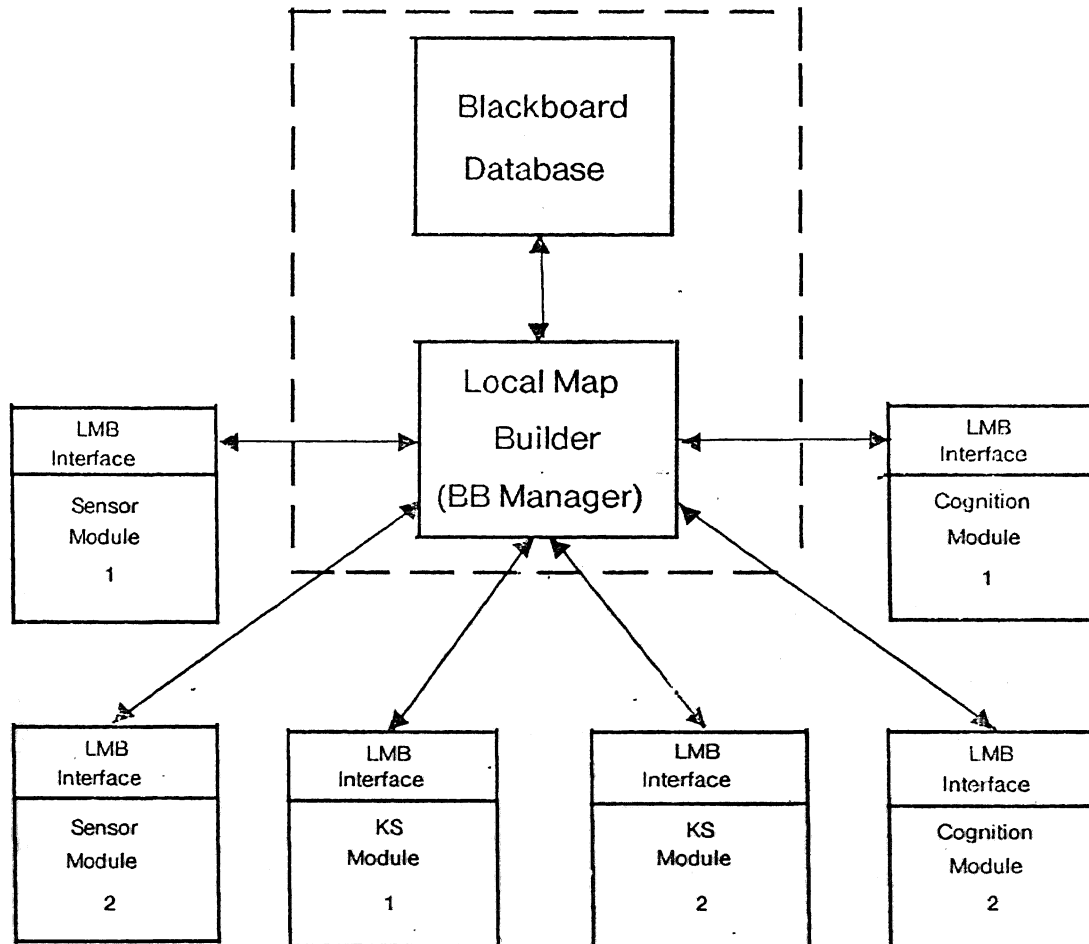 Blackboard
Database
Local Map
Builder
(BB Manager)
LMB
Interface
Sensor
Module
1
LMB
Interface
Cognition
Module
1
LMB
Interface
Sensor
Module
2
LMB
Interface
KS
Module
1
LMB
Interface
KS
Module
2
LMB
Interface
Cognition
Module
2